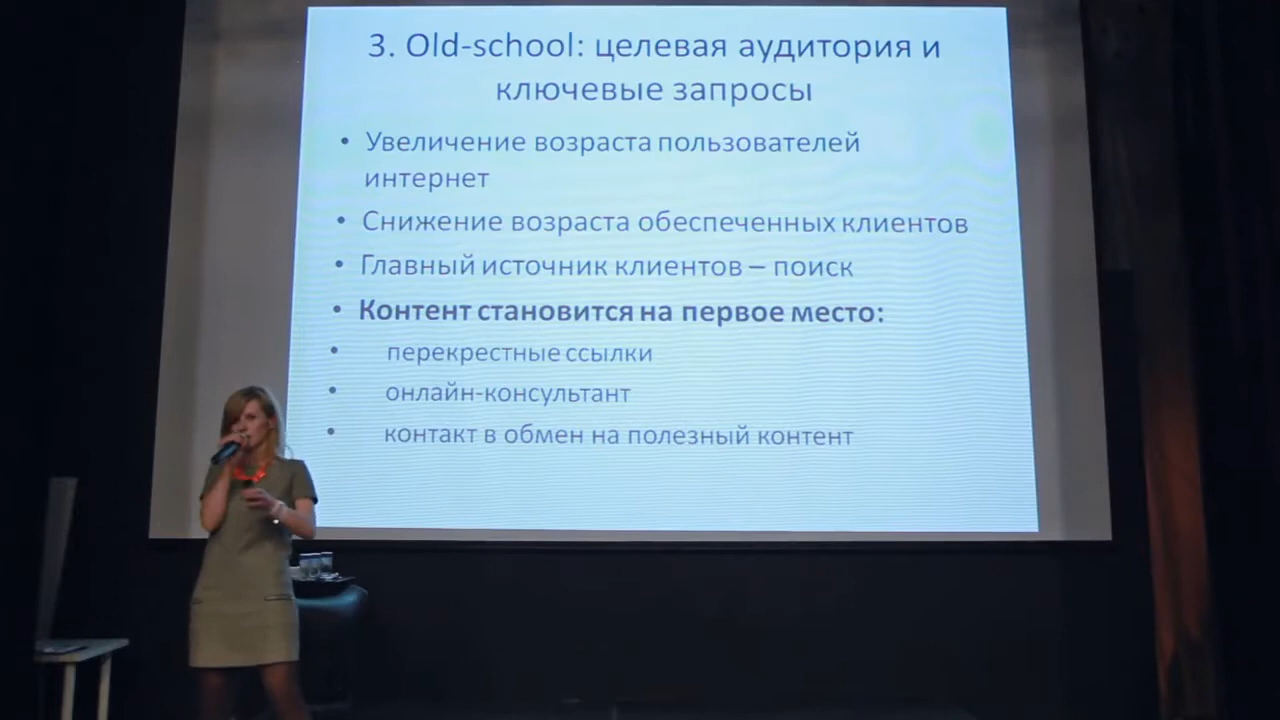 3. Old-school: целевая аудитория и
ключевые запросы
• Увеличение возраста пользователей
интернет
• Снижение возраста обеспеченных клиентов
• Главный источник клиентов – поиск
• Контент становится на первое место:
• перекрестные ссылки
• онлайн-консультант
• контакт в обмен на полезный контент